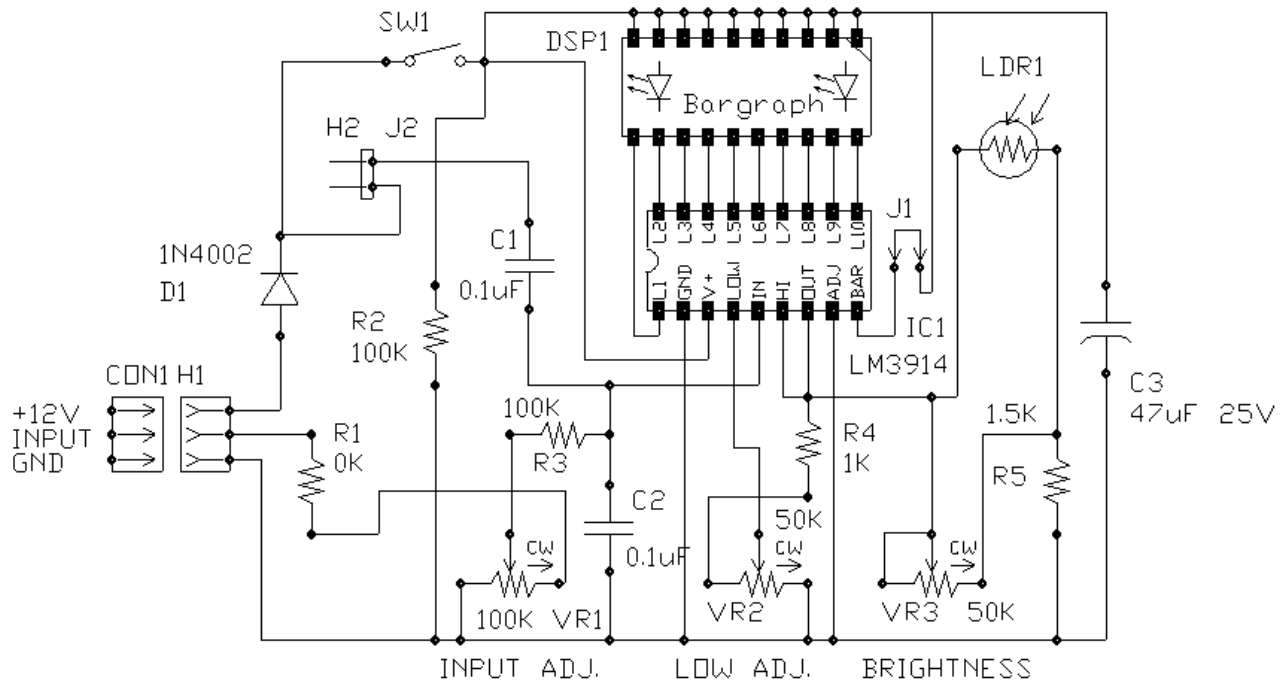 SW1
DSP1
LDR1
H2 J2
Bargraph
J1
L2 L3 L4 L5 L6 L7 L8 L9 L10
C1
0.1uF
1N4002
D1
L1 GND V+ LOW IN HI OUT ADJ BAR
IC1
LM3914
R2
100K
C3
47uF 25V
CON1 H1
+12V
INPUT
GND
R1
0K
100K
R3
R4
1K
1.5K
R5
C2
0.1uF
50K
CW
CW
CW
100K
VR1
VR2
VR3
50K
INPUT ADJ.
LOW ADJ.
BRIGHTNESS